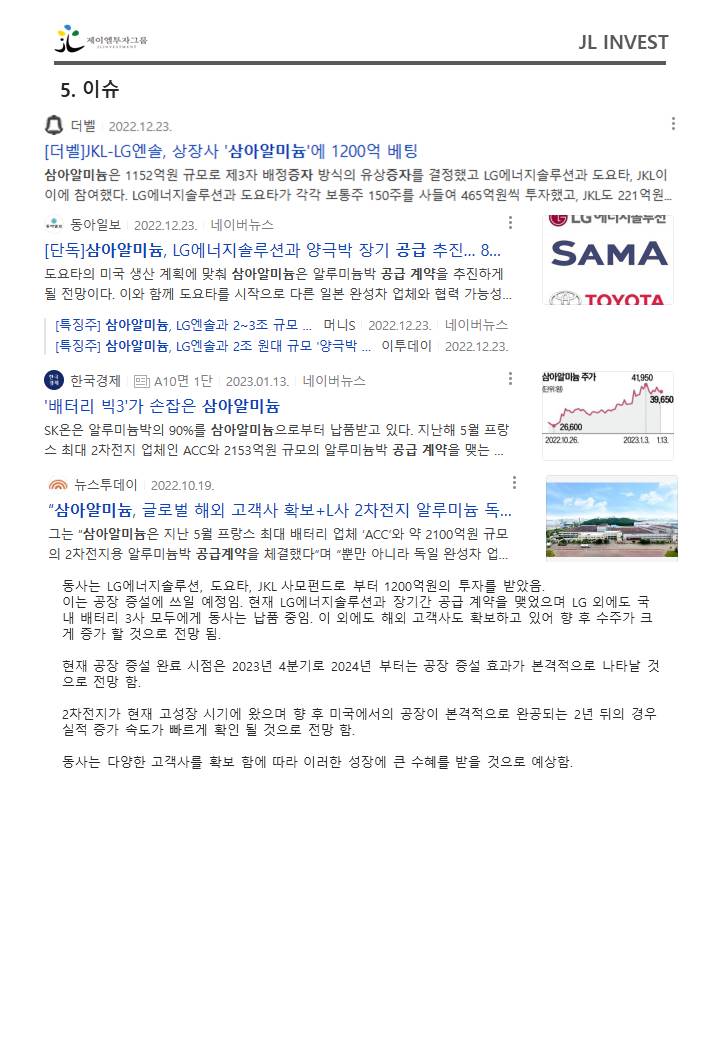 제이엘투자그룹
JL INVESTMENT
JL INVEST
5. 이슈
더벨 2022.12.23.
[더벨]JKL-LG엔솔, 상장사 '삼아알미늄'에 1200억 베팅
삼아알미늄은 1152억원 규모로 제3자 배정증자 방식의 유상증자를 결정했고 LG에너지솔루션과 도요타, JKL이
이에 참여했다. LG에너지솔루션과 도요타가 각각 보통주 150주를 사들여 465억원씩 투자했고, JKL도 221억원...
동아일보 2022.12.23. 네이버뉴스
[단독]삼아알미늄, LG에너지솔루션과 양극박 장기 공급 추진... 8...
도요타의 미국 생산 계획에 맞춰 삼아알미늄은 알루미늄박 공급 계약을 추진하게
될 전망이다. 이와 함께 도요타를 시작으로 다른 일본 완성차 업체와 협력 가능성...
LG에너지솔루션
SAMA
TOYOTA
[특징주] 삼아알미늄, LG엔솔과 2~3조 규모 ... 머니S 2022.12.23. 네이버뉴스
[특징주] 삼아알미늄, LG엔솔과 2조 원대 규모 '양극박 ... 이투데이 2022.12.23.
한국경제 A10면 1단 2023.01.13. 네이버뉴스
'배터리 빅3'가 손잡은 삼아알미늄
SK온은 알루미늄박의 90%를 삼아알미늄으로부터 납품받고 있다. 지난해 5월 프랑
스 최대 2차전지 업체인 ACC와 2153억원 규모의 알루미늄박 공급 계약을 맺는 ...
삼아알미늄 주가
(단위:원)
41,950
39,650
26,600
2022.10.26. 2023.1.3. 1.13.
뉴스투데이 2022.10.19.
“삼아알미늄, 글로벌 해외 고객사 확보+L사 2차전지 알루미늄 독...
그는 “삼아알미늄은 지난 5월 프랑스 최대 배터리 업체 ‘ACC’와 약 2100억원 규모
의 2차전지용 알루미늄박 공급계약을 체결했다”며 “뿐만 아니라 독일 완성차 업...
동사는 LG에너지솔루션, 도요타, JKL 사모펀드로 부터 1200억원의 투자를 받았음.
이는 공장 증설에 쓰일 예정임. 현재 LG에너지솔루션과 장기간 공급 계약을 맺었으며 LG 외에도 국
내 배터리 3사 모두에게 동사는 납품 중임. 이 외에도 해외 고객사도 확보하고 있어 향 후 수주가 크
게 증가 할 것으로 전망 됨.
현재 공장 증설 완료 시점은 2023년 4분기로 2024년 부터는 공장 증설 효과가 본격적으로 나타날 것
으로 전망 함.
2차전지가 현재 고성장 시기에 왔으며 향 후 미국에서의 공장이 본격적으로 완공되는 2년 뒤의 경우
실적 증가 속도가 빠르게 확인 될 것으로 전망 함.
동사는 다양한 고객사를 확보 함에 따라 이러한 성장에 큰 수혜를 받을 것으로 예상함.